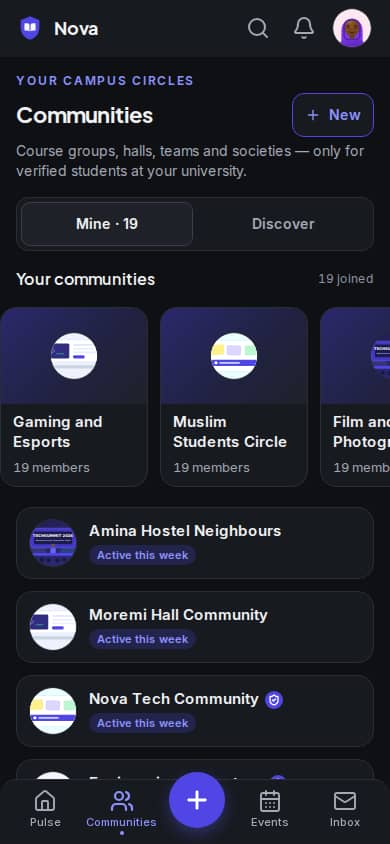 Nova
YOUR CAMPUS CIRCLES
Communities
New
Course groups, halls, teams and societies — only for
verified students at your university.
Mine · 19
Discover
Your communities
19 joined
Gaming and
Esports
19 members
Muslim
Students Circle
19 members
Film and
19
Amina Hostel Neighbours
Active this week
Moremi Hall Community
Active this week
Nova Tech Community
Active this week
Pulse
Communities
Events
Inbox